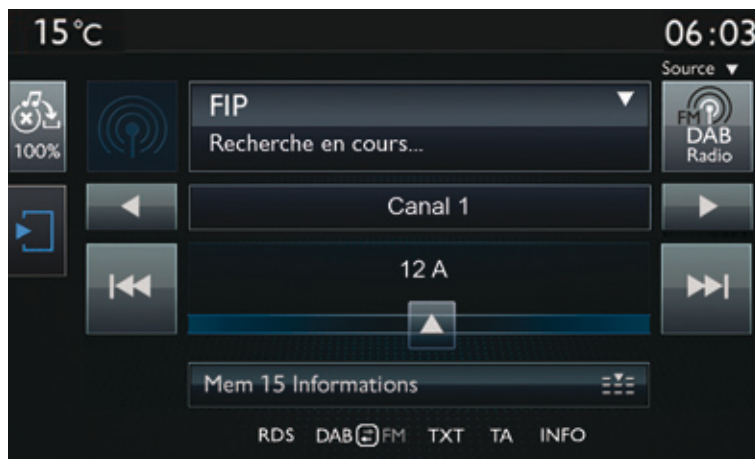 15°C
06:03
Source
FIP
Recherche en cours...
100%
FM
DAB
Radio
Canal 1
12 A
Mem 15 Informations
RDS DAB FM TXT TA INFO